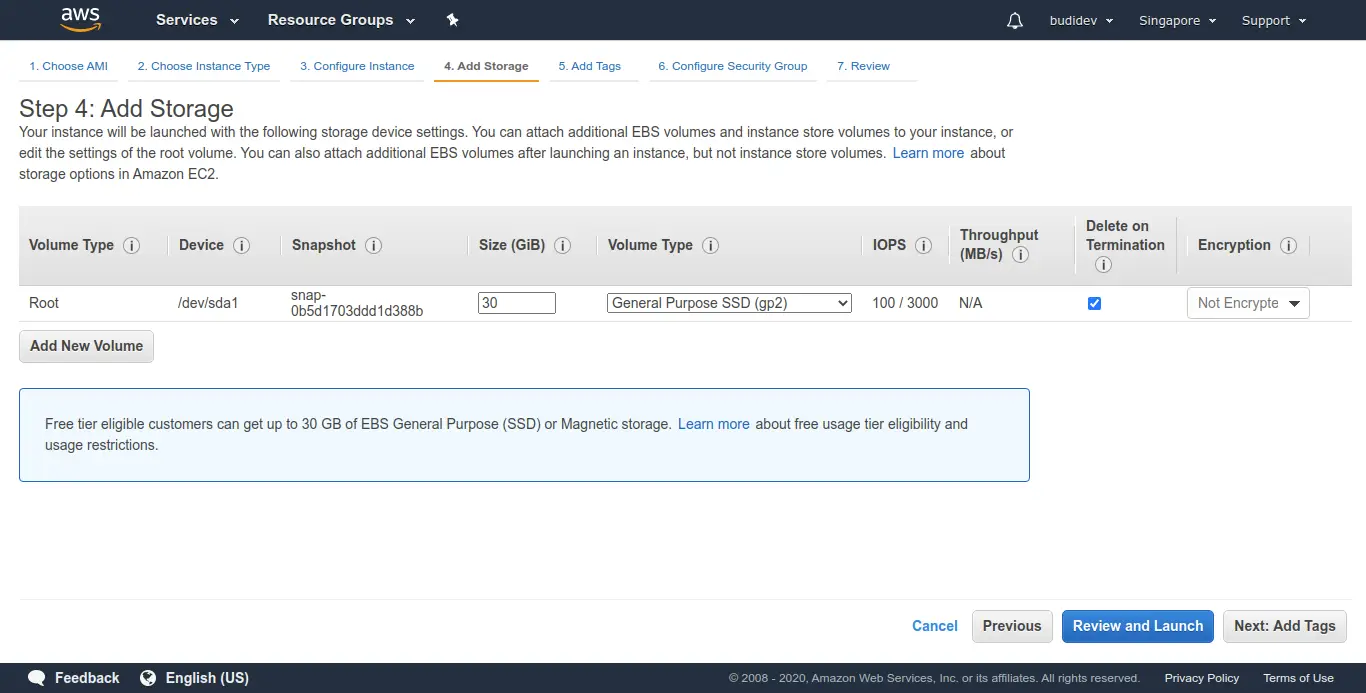 aws Services Resource Groups budidev Singapore Support
1. Choose AMI 2. Choose Instance Type 3. Configure Instance 4. Add Storage 5. Add Tags 6. Configure Security Group 7. Review
Step 4: Add Storage
Your instance will be launched with the following storage device settings. You can attach additional EBS volumes and instance store volumes to your instance, or
edit the settings of the root volume. You can also attach additional EBS volumes after launching an instance, but not instance store volumes. Learn more about
storage options in Amazon EC2.
Volume Type Device Snapshot Size (GiB) Volume Type IOPS Throughput (MB/s) Delete on Termination Encryption
Root /dev/sda1 snap-0b5d1703ddd1d388b 30 General Purpose SSD (gp2) 100 / 3000 N/A Not Encrypte
Add New Volume
Free tier eligible customers can get up to 30 GB of EBS General Purpose (SSD) or Magnetic storage. Learn more about free usage tier eligibility and
usage restrictions.
Cancel Previous Review and Launch Next: Add Tags
Feedback English (US) © 2008 - 2020, Amazon Web Services, Inc. or its affiliates. All rights reserved. Privacy Policy Terms of Use